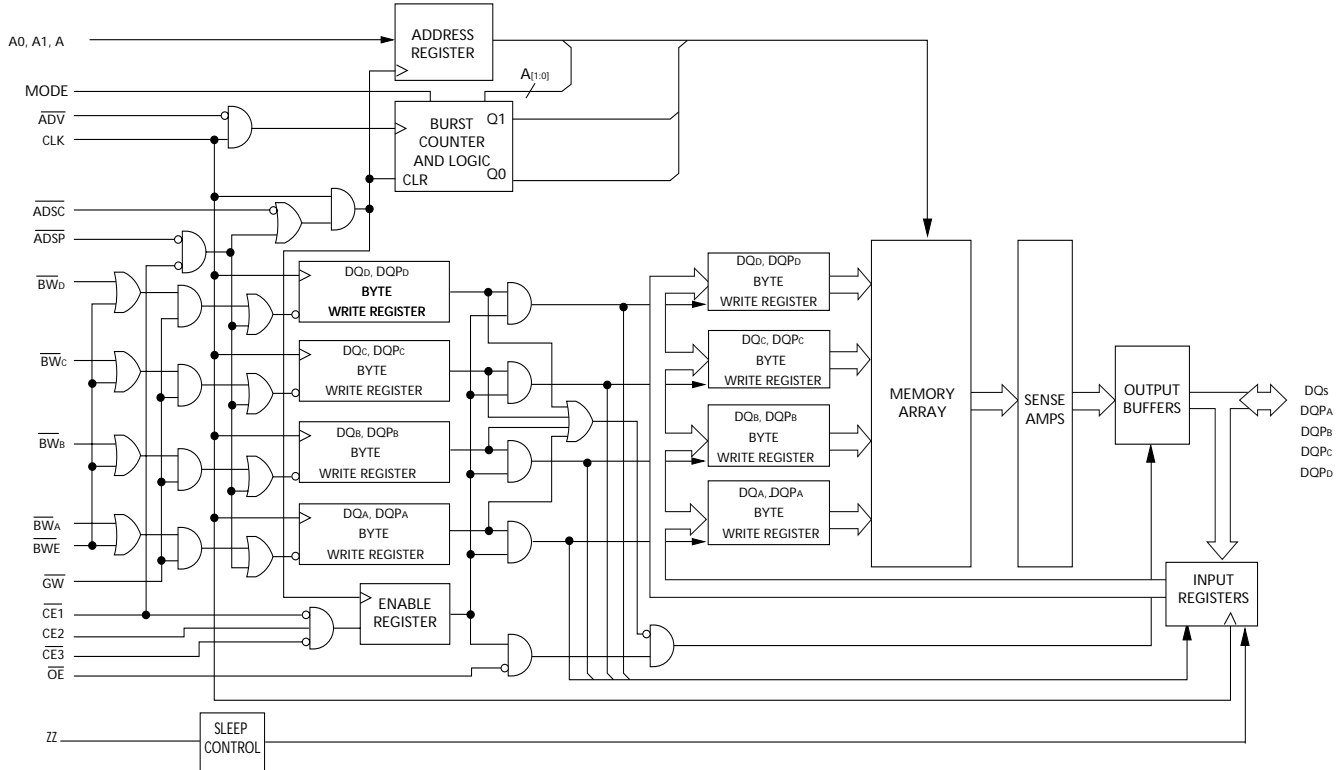 A0, A1, A
ADDRESS
REGISTER
MODE
A[1:0]
ADV
CLK
BURST
COUNTER
AND LOGIC
CLR
Q1
Q0
ADSC
ADSP
BWD
DQD, DQPD
BYTE
WRITE REGISTER
DQD, DQPD
BYTE
WRITE REGISTER
BWC
DQC, DQPC
BYTE
WRITE REGISTER
DQC, DQPC
BYTE
WRITE REGISTER
MEMORY
ARRAY
SENSE
AMPS
OUTPUT
BUFFERS
DQS
DQPA
DQPB
DQPC
DQPD
BWB
DQB, DQPB
BYTE
WRITE REGISTER
DQB, DQPB
BYTE
WRITE REGISTER
BWA
BWE
DQA, DQPA
BYTE
WRITE REGISTER
DQA, DQPA
BYTE
WRITE REGISTER
GW
CE1
CE2
CE3
OE
ENABLE
REGISTER
INPUT
REGISTERS
ZZ
SLEEP
CONTROL